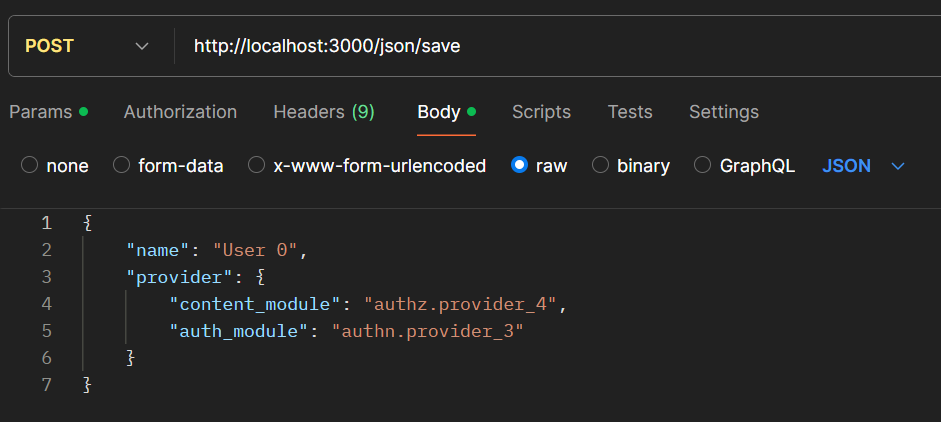 POST http://localhost:3000/json/save
Params Authorization Headers (9) Body Scripts Tests Settings
none form-data x-www-form-urlencoded raw binary GraphQL JSON
1 {
2     "name": "User 0",
3     "provider": {
4         "content_module": "authz.provider_4",
5         "auth_module": "authn.provider_3"
6     }
7 }